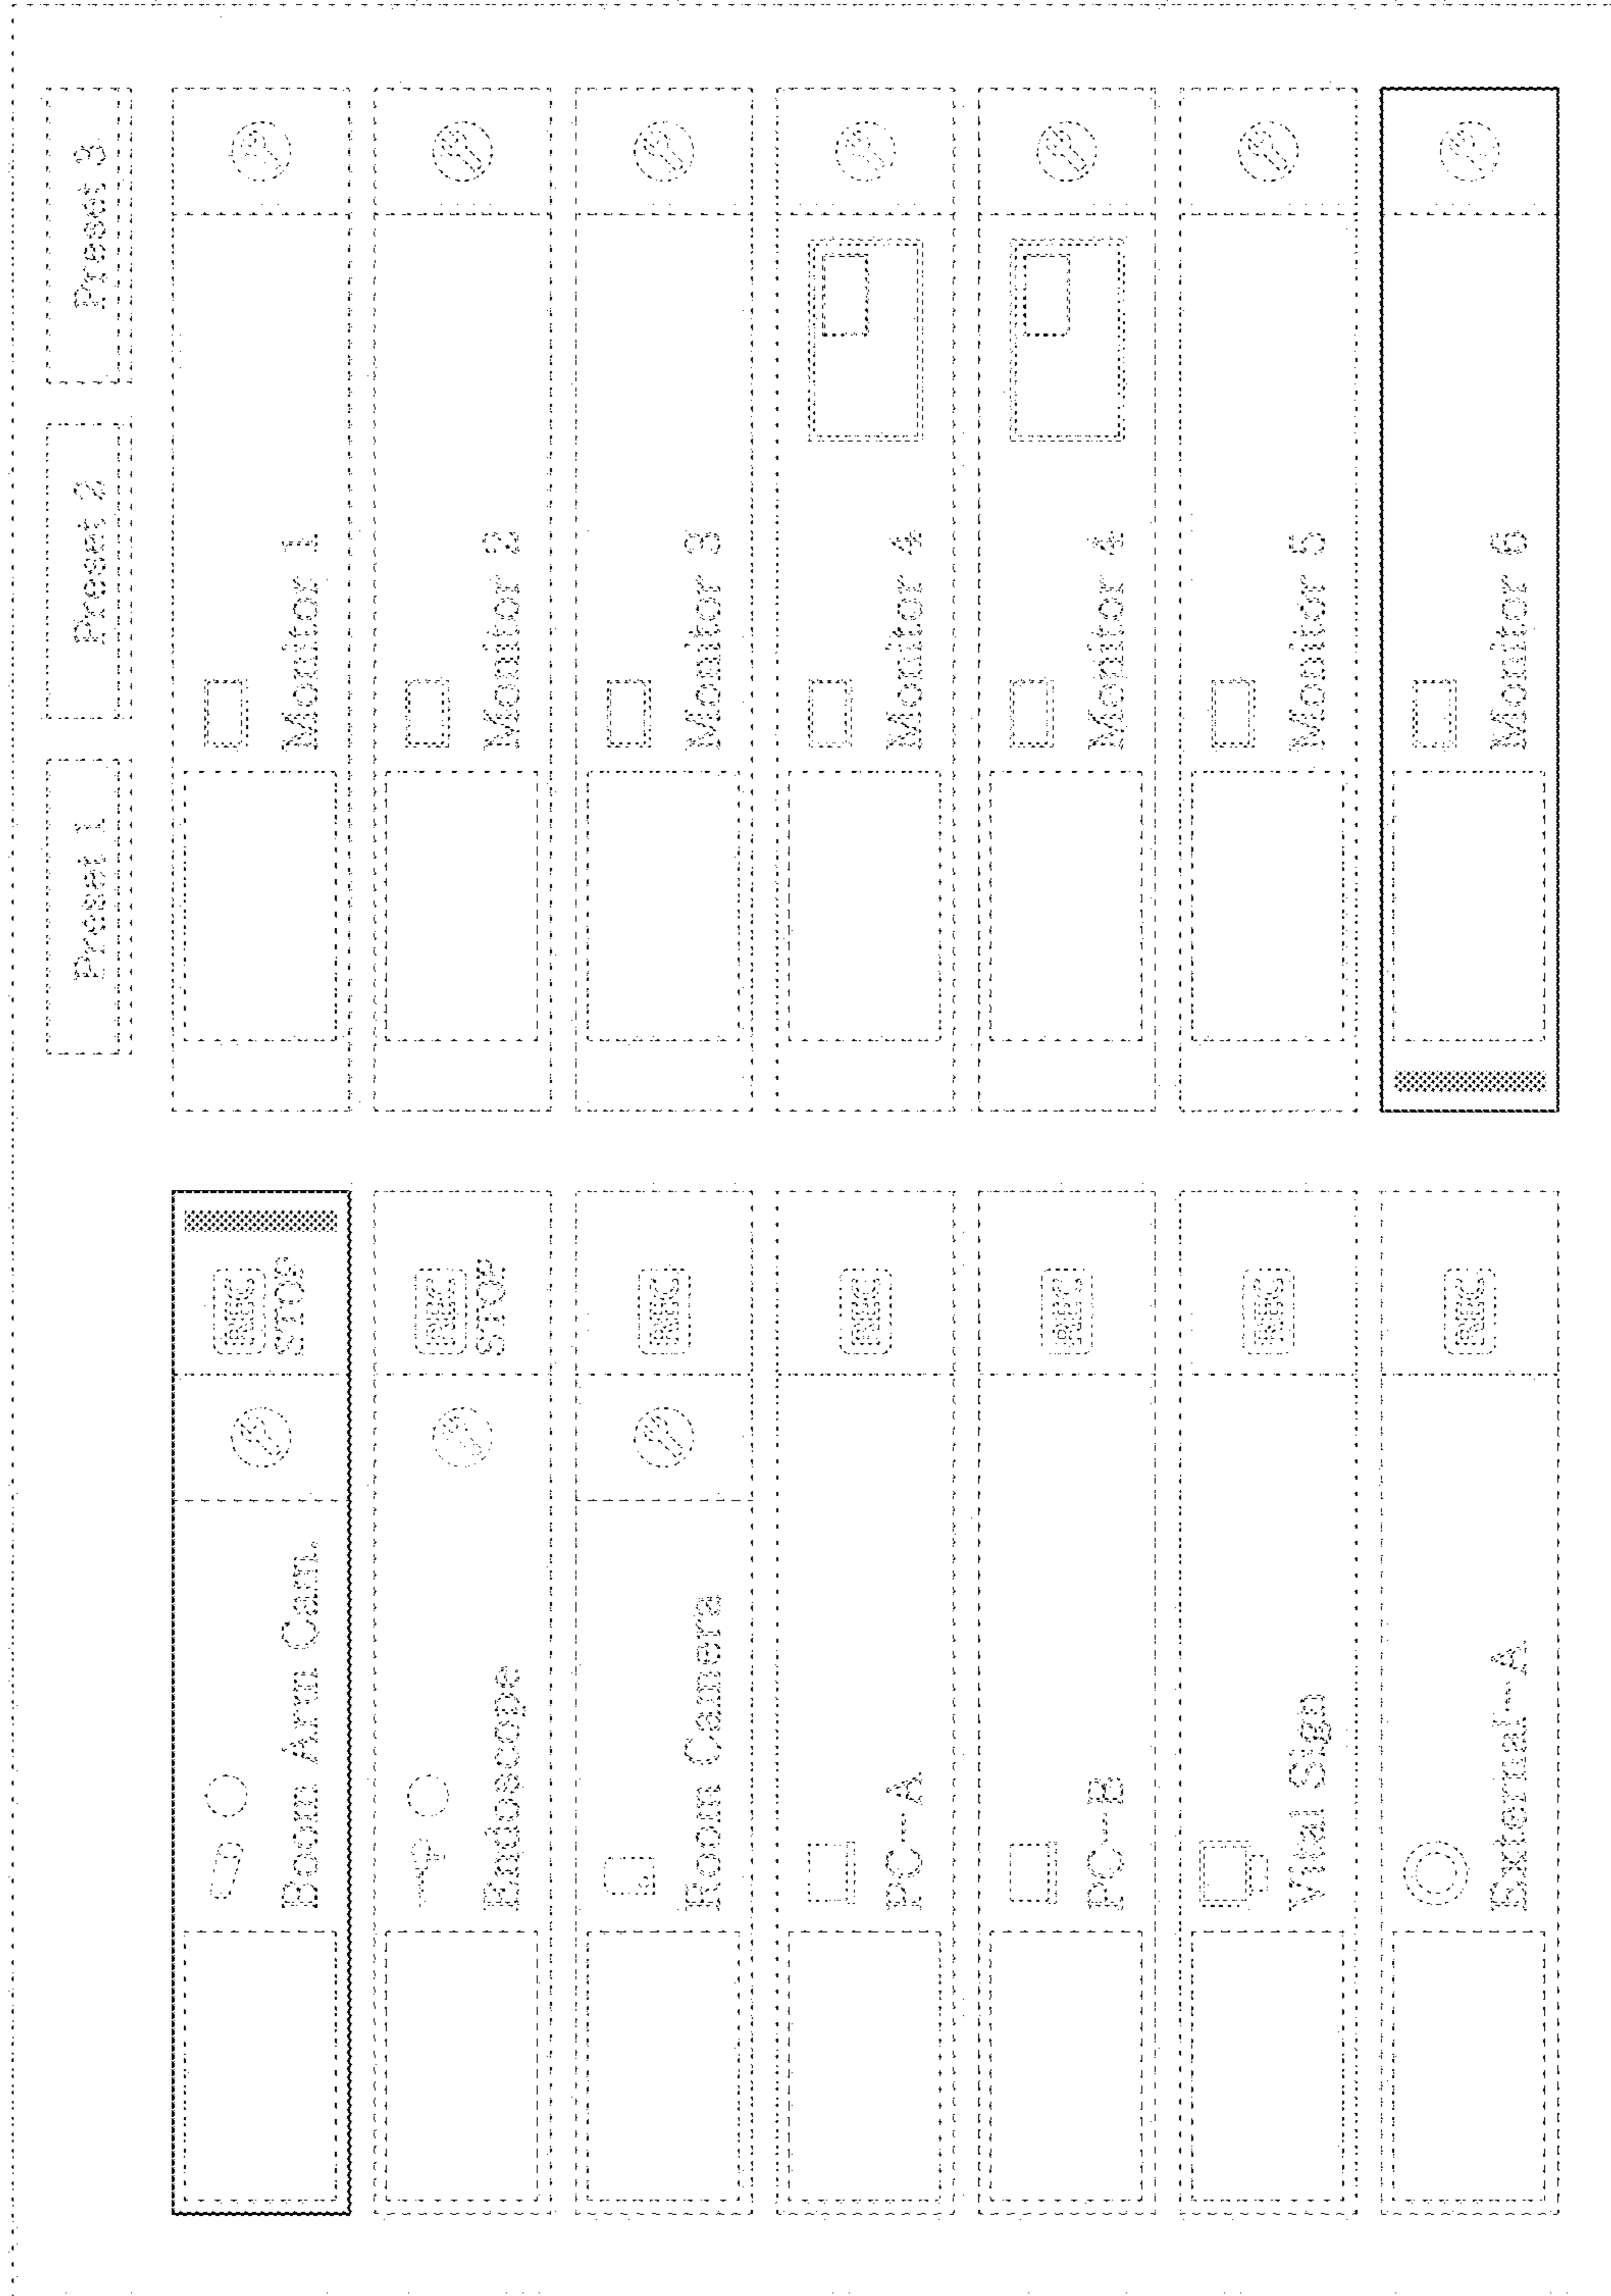 Preset 1 Preset 2 Preset 3
Boom Arm Cam. REC STOP Monitor 1
Endoscope REC STOP Monitor 2
Room Camera REC Monitor 3
PC-A REC Monitor 4
PC-B REC Monitor 4
Vital Sign REC Monitor 5
External-A REC Monitor 6